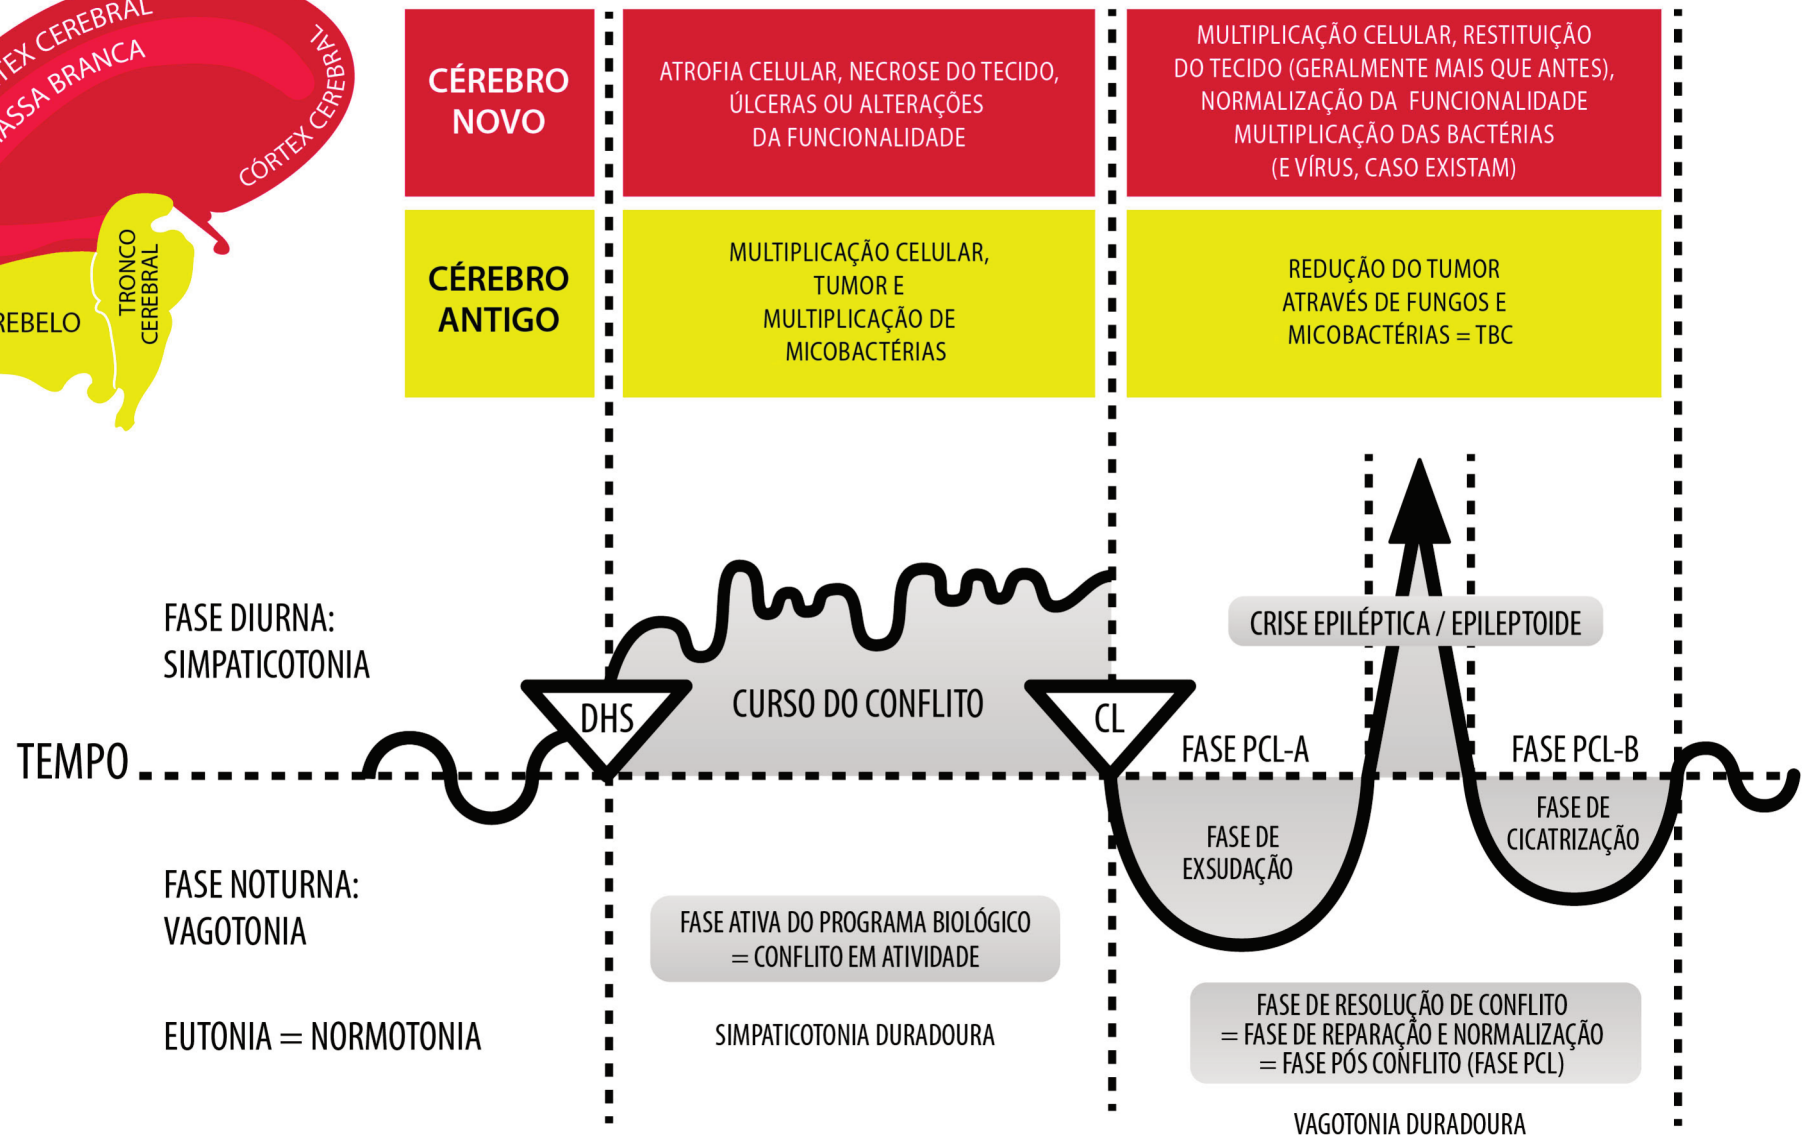 TEX CEREBRAL
MASSA BRANCA
CÓRTEX CEREBRAL
TRONCO
CEREBRAL
REBELO
CÉREBRO
NOVO
ATROFIA CELULAR, NECROSE DO TECIDO,
ÚLCERAS OU ALTERAÇÕES
DA FUNCIONALIDADE
MULTIPLICAÇÃO CELULAR, RESTITUIÇÃO
DO TECIDO (GERALMENTE MAIS QUE ANTES),
NORMALIZAÇÃO DA FUNCIONALIDADE
MULTIPLICAÇÃO DAS BACTÉRIAS
(E VÍRUS, CASO EXISTAM)
CÉREBRO
ANTIGO
MULTIPLICAÇÃO CELULAR,
TUMOR E
MULTIPLICAÇÃO DE
MICOBACTÉRIAS
REDUÇÃO DO TUMOR
ATRAVÉS DE FUNGOS E
MICOBACTÉRIAS = TBC
FASE DIURNA:
SIMPATICOTONIA
CRISE EPILÉPTICA / EPILEPTOIDE
DHS
CURSO DO CONFLITO
CL
TEMPO
FASE PCL-A
FASE PCL-B
FASE DE
EXSUDAÇÃO
FASE DE
CICATRIZAÇÃO
FASE NOTURNA:
VAGOTONIA
FASE ATIVA DO PROGRAMA BIOLÓGICO
= CONFLITO EM ATIVIDADE
EUTONIA = NORMOTONIA
SIMPATICOTONIA DURADOURA
FASE DE RESOLUÇÃO DE CONFLITO
= FASE DE REPARAÇÃO E NORMALIZAÇÃO
= FASE PÓS CONFLITO (FASE PCL)
VAGOTONIA DURADOURA